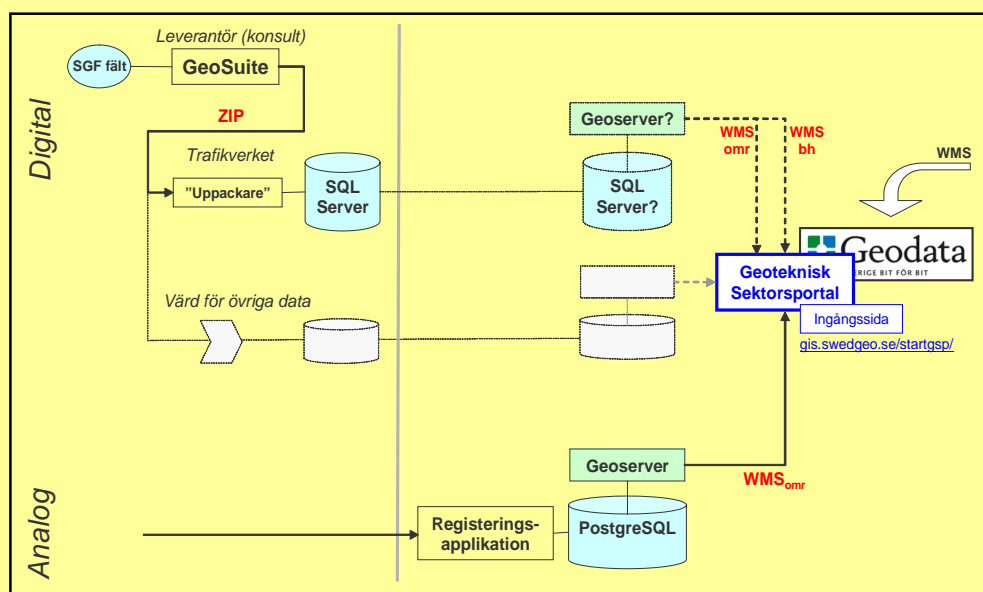 Leverantör (konsult)
SGF fält
GeoSuite
Digital
ZIP
Trafikverket
"Uppackare"
SQL
Server
Geoserver?
SQL
Server?
WMS
omr
WMS
bh
WMS
Geodata
ERIGE BIT FÖR BIT
Geoteknisk
Sektorsportal
Ingångssida
gis.swedgeo.se/startgsp/
Värd för övriga data
Geoserver
WMSomr
Analog
Registerings-
applikation
PostgreSQL